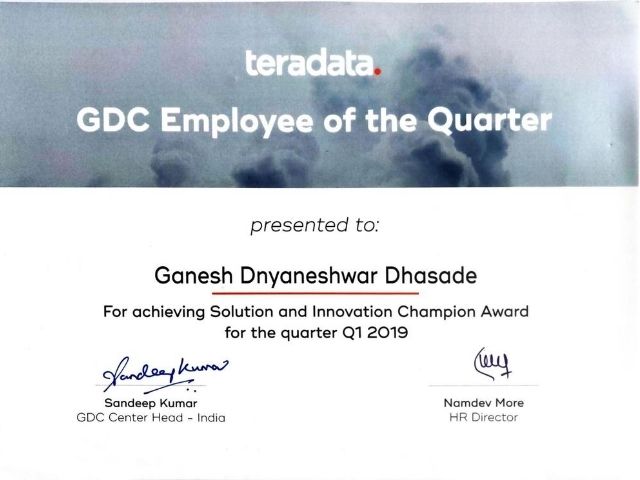 teradata.
GDC Employee of the Quarter
presented to:
Ganesh Dnyaneshwar Dhasade
For achieving Solution and Innovation Champion Award
for the quarter Q1 2019
Sandeep Kumar
Sandeep Kumar
GDC Center Head - India
Namdev More
HR Director